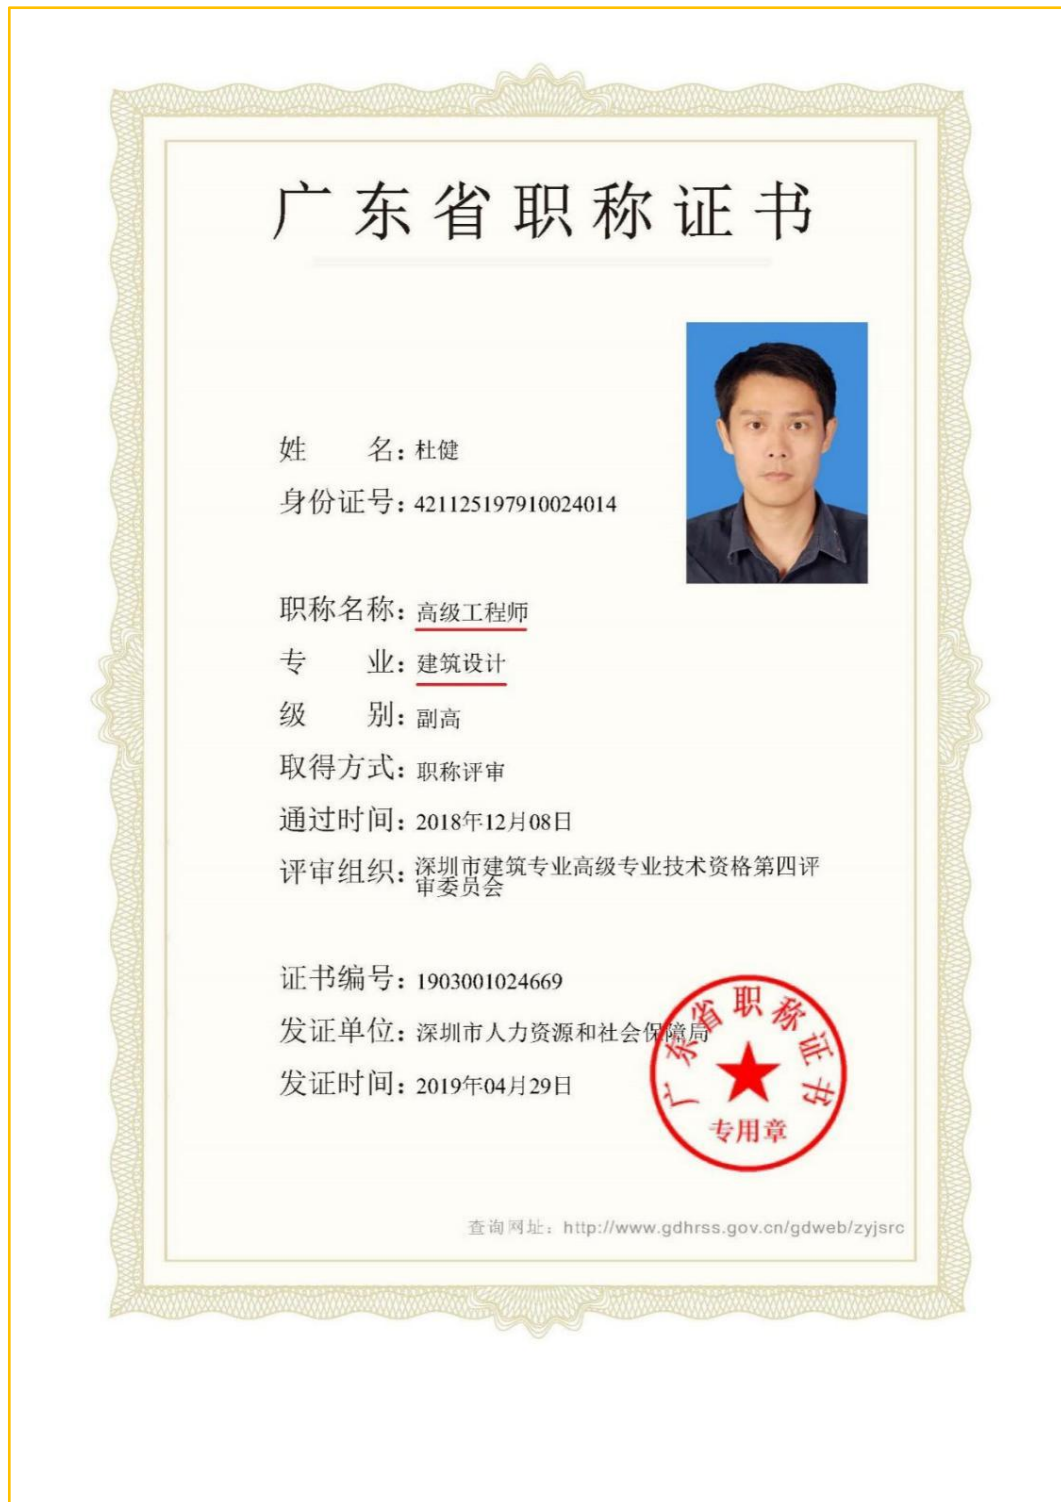 广东省职称证书
姓 名：杜健
身份证号：421125197910024014
职称名称：高级工程师
专 业：建筑设计
级 别：副高
取得方式：职称评审
通过时间：2018年12月08日
评审组织：深圳市建筑专业高级专业技术资格第四评
审委员会
证书编号：1903001024669
发证单位：深圳市人力资源和社会保障局
发证时间：2019年04月29日
广东省职称证书
专用章
查询网址：http://www.gdhrss.gov.cn/gdweb/zyjsrc